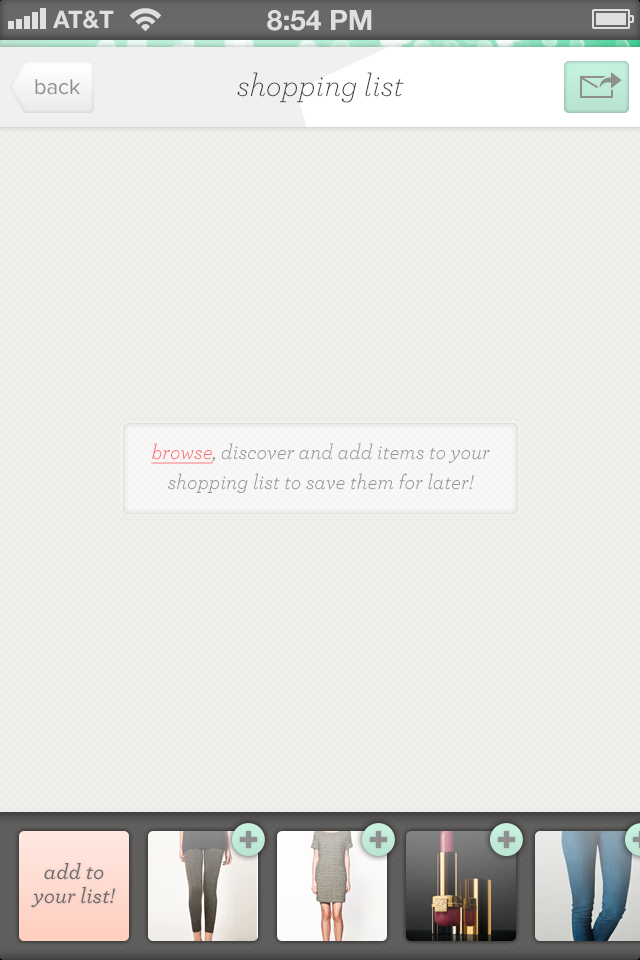 AT&T 8:54 PM
back
shopping list
browse, discover and add items to your
shopping list to save them for later!
add to
your list!